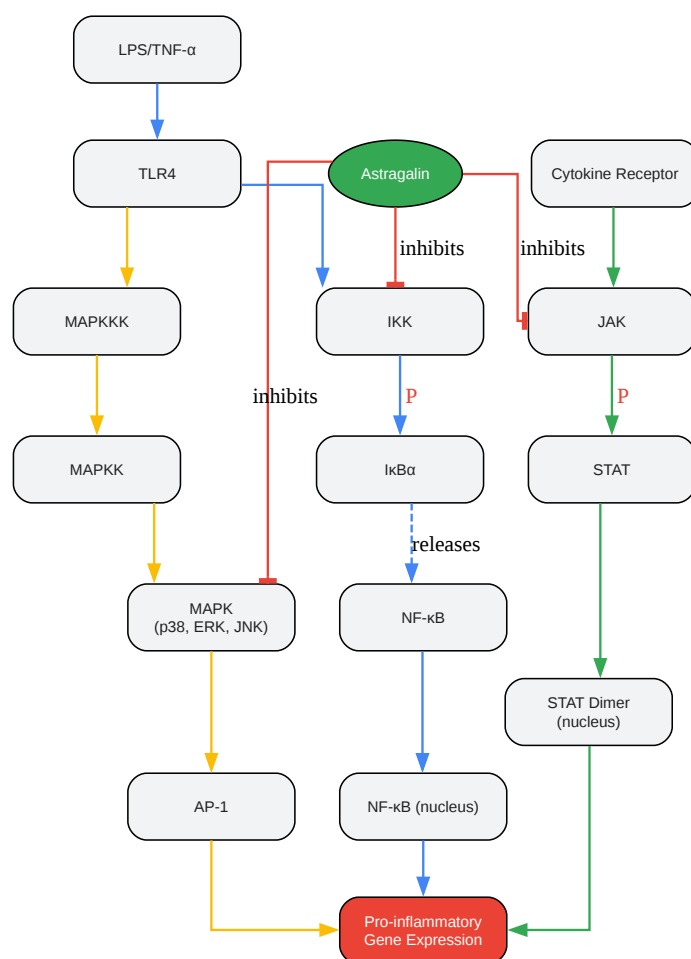 LPS/TNF-α
TLR4
Astragalin
Cytokine Receptor
inhibits
inhibits
MAPKKK
IKK
JAK
inhibits
P
P
MAPKK
IκBα
STAT
releases
MAPK
(p38, ERK, JNK)
NF-κB
STAT Dimer
(nucleus)
AP-1
NF-κB (nucleus)
Pro-inflammatory
Gene Expression